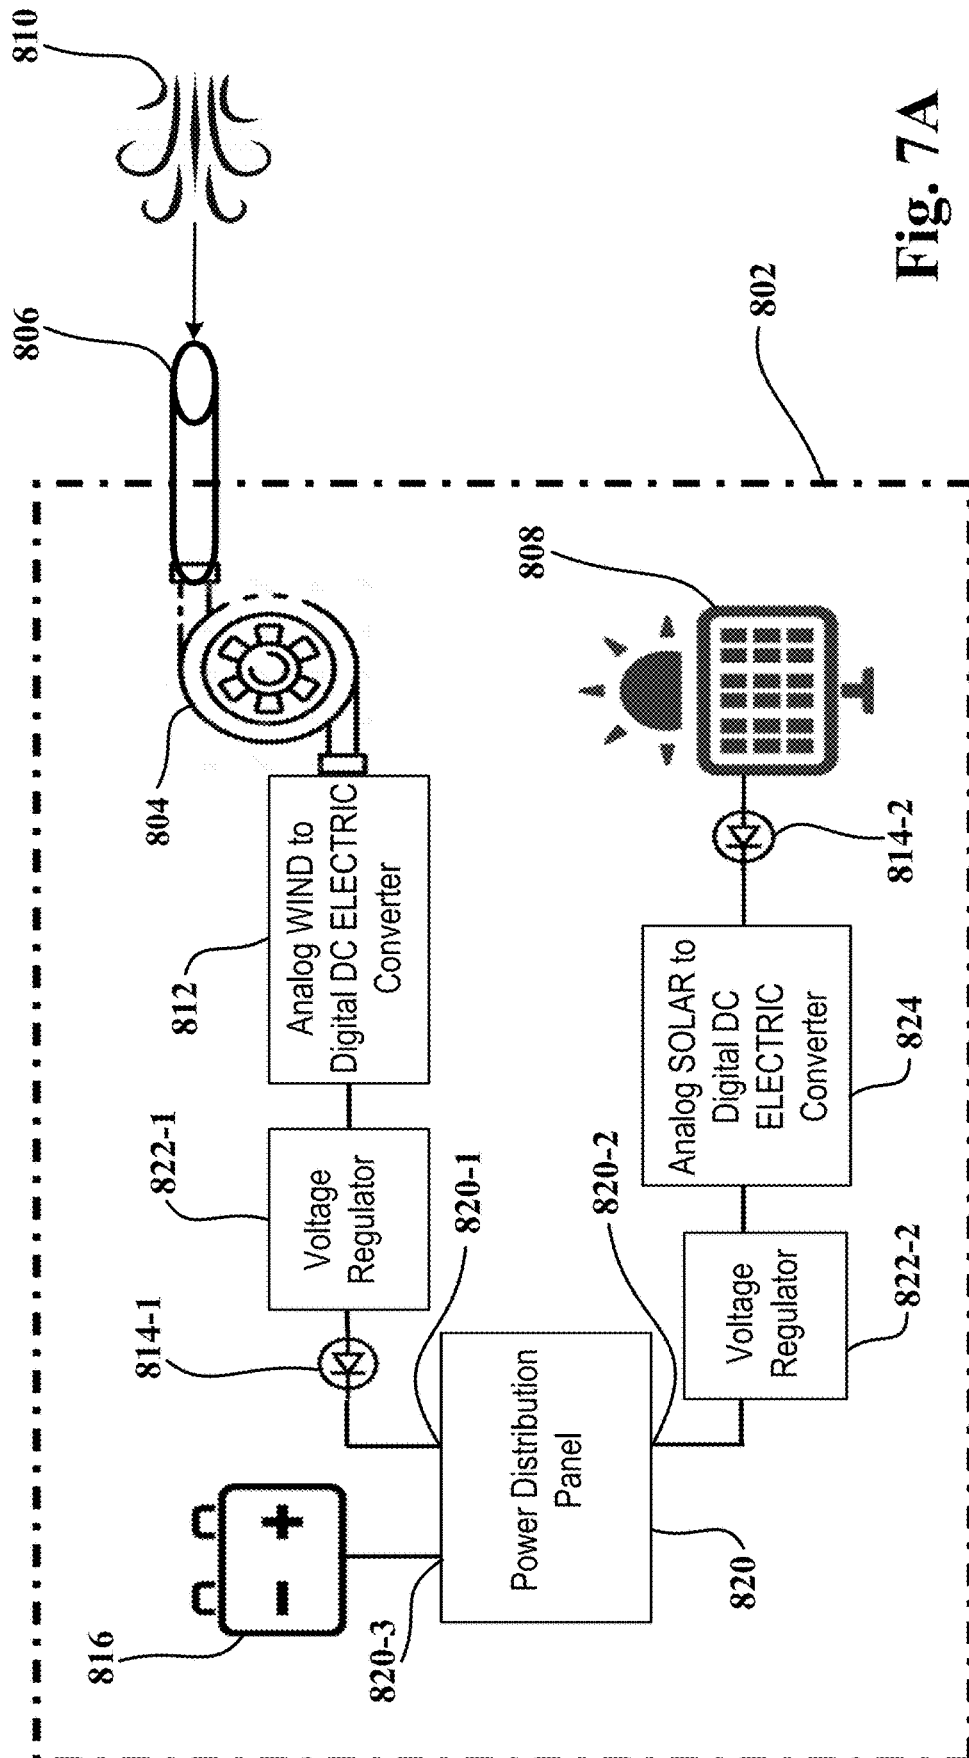 810
806
804
812
Analog WIND to
Digital DC ELECTRIC
Converter
822-1
Voltage
Regulator
814-1
816
− +
820-3
820-1
820-2
Power Distribution
Panel
820
802
808
814-2
Analog SOLAR to
Digital DC
ELECTRIC
Converter
824
Voltage
Regulator
822-2
Fig. 7A